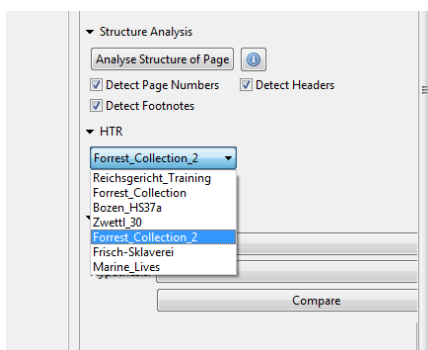 Structure Analysis
Analyse Structure of Page
Detect Page Numbers Detect Headers
Detect Footnotes
HTR
Forrest_Collection_2
Reichsgericht_Training
Forrest_Collection
Bozen_HS37a
Zwettl_30
Forrest_Collection_2
Frisch-Sklaverei
Marine_Lives
Compare